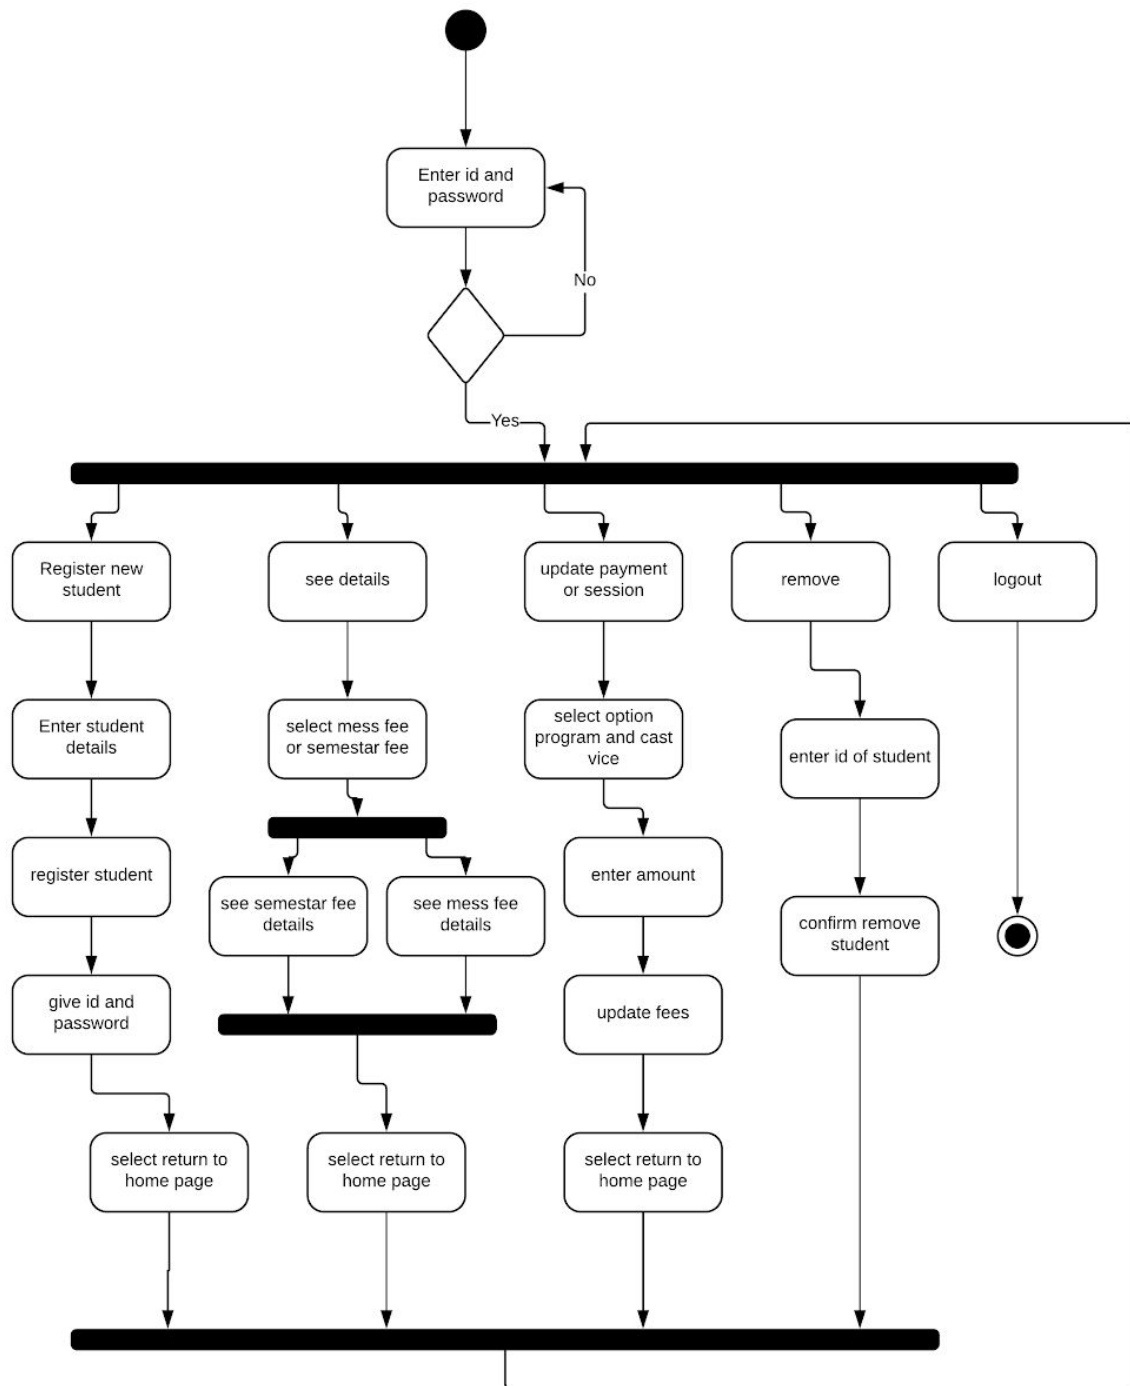 Enter id and
password
No
Yes
Register new
student
see details
update payment
or session
remove
logout
Enter student
details
select mess fee
or semestar fee
select option
program and cast
vice
enter id of student
register student
see semestar fee
details
see mess fee
details
enter amount
confirm remove
student
give id and
password
update fees
select return to
home page
select return to
home page
select return to
home page